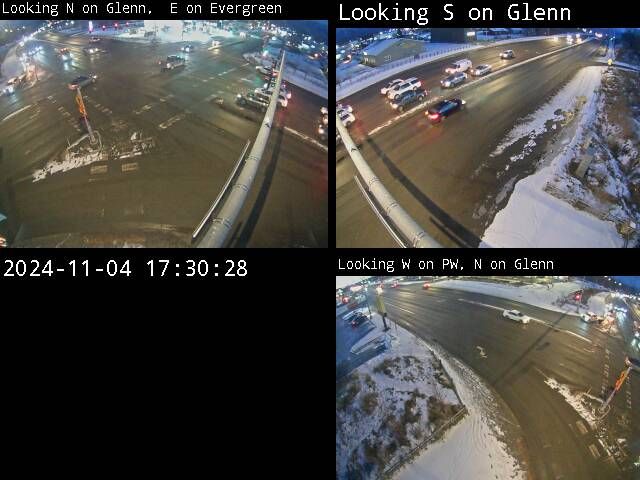 Looking N on Glenn,  E on Evergreen
Looking S on Glenn
2024-11-04 17:30:28
Looking W on PW, N on Glenn